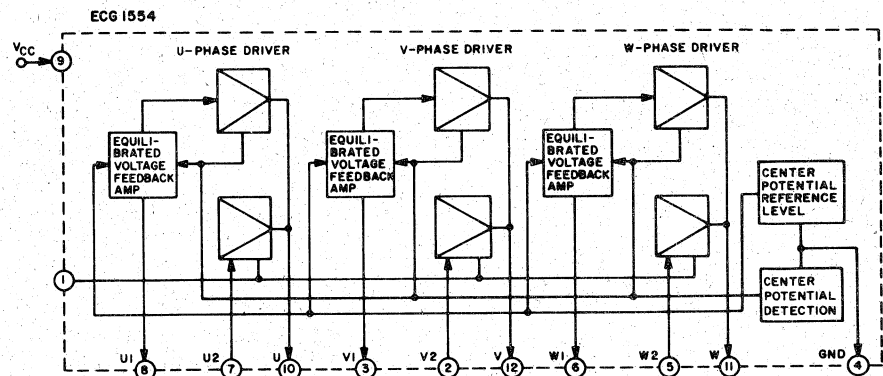 ECG 1554
VCC
9
U-PHASE DRIVER
V-PHASE DRIVER
W-PHASE DRIVER
EQUILI-
BRATED
VOLTAGE
FEEDBACK
AMP
EQUILI-
BRATED
VOLTAGE
FEEDBACK
AMP
EQUILI-
BRATED
VOLTAGE
FEEDBACK
AMP
CENTER
POTENTIAL
REFERENCE
LEVEL
1
CENTER
POTENTIAL
DETECTION
U1
U2
U
V1
V2
V
W1
W2
W
GND
8
7
10
3
2
12
6
5
11
4